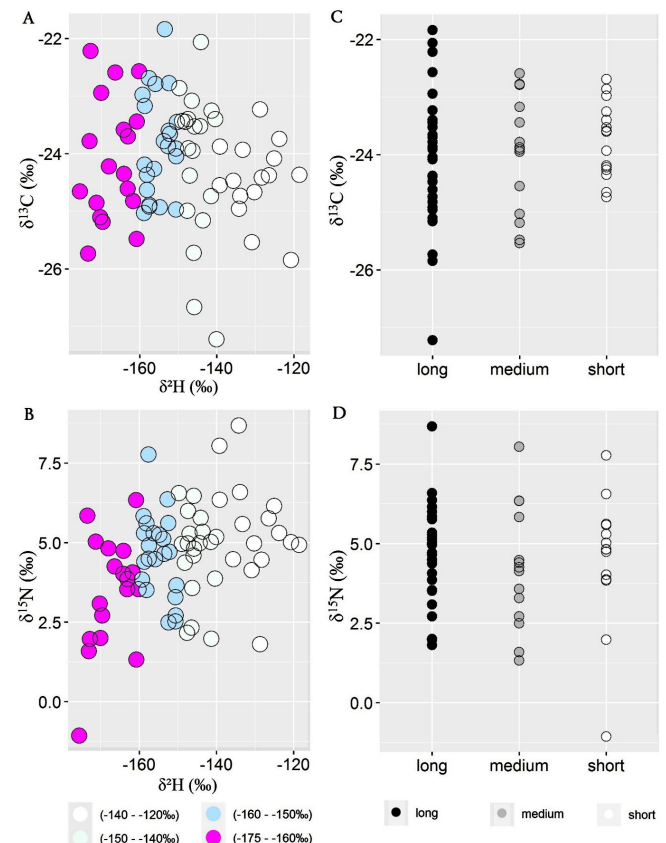 A
-22
-24
-26
δ¹³C (‰)
-160
-140
-120
δ²H (‰)
C
-22
-24
-26
δ¹³C (‰)
long
medium
short
B
7.5
5.0
2.5
0.0
δ¹⁵N (‰)
-160
-140
-120
δ²H (‰)
D
7.5
5.0
2.5
0.0
δ¹⁵N (‰)
long
medium
short
(-140 - -120‰)
(-160 - -150‰)
(-150 - -140‰)
(-175 - -160‰)
long
medium
short